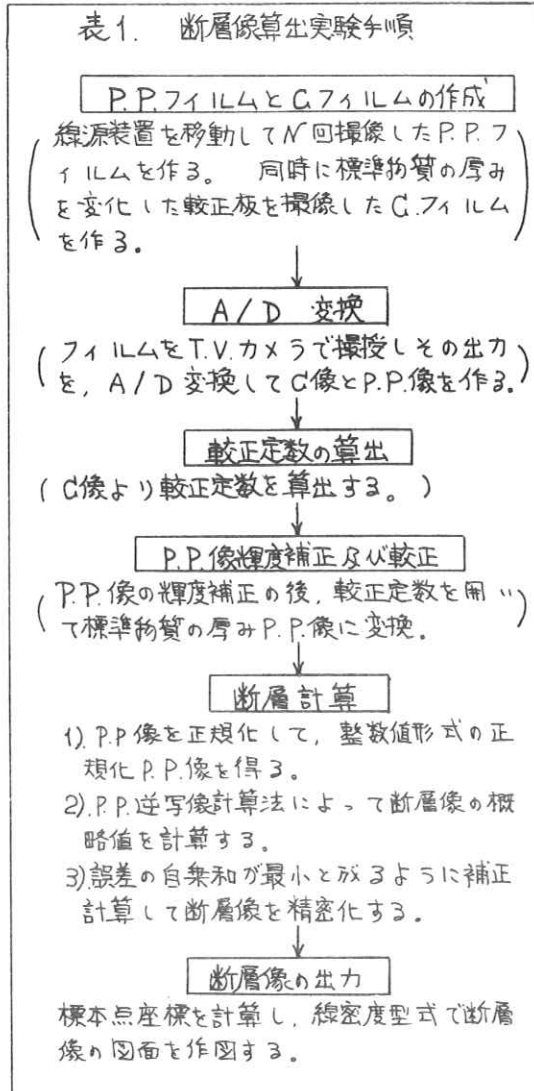 表1. 断層像算出実験手順
P.P.フィルムとC.フィルムの作成
(線源装置を移動してN回撮像したP.P.フ
ィルムを作る。 同時に標準物質の厚み
を変化した較正板を撮像したC.フィルム
を作る。)
A/D 変換
(フィルムをT.V.カメラで撮授しその出力
を, A/D変換してC像とP.P.像を作る。)
較正定数の算出
(C像より較正定数を算出する。)
P.P.像輝度補正及び較正
(P.P.像の輝度補正の後, 較正定数を用い
て標準物質の厚みP.P.像に変換。)
断層計算
1). P.P像を正規化して, 整数値形式の正
規化P.P.像を得る。
2). P.P.逆写像計算法によって断層像の概
略値を計算する。
3)誤差の自乗和が最小と成るように補正
計算して断層像を精密化する。
断層像の出力
標本点座標を計算し, 線密度型式で断層
像の図面を作図する。